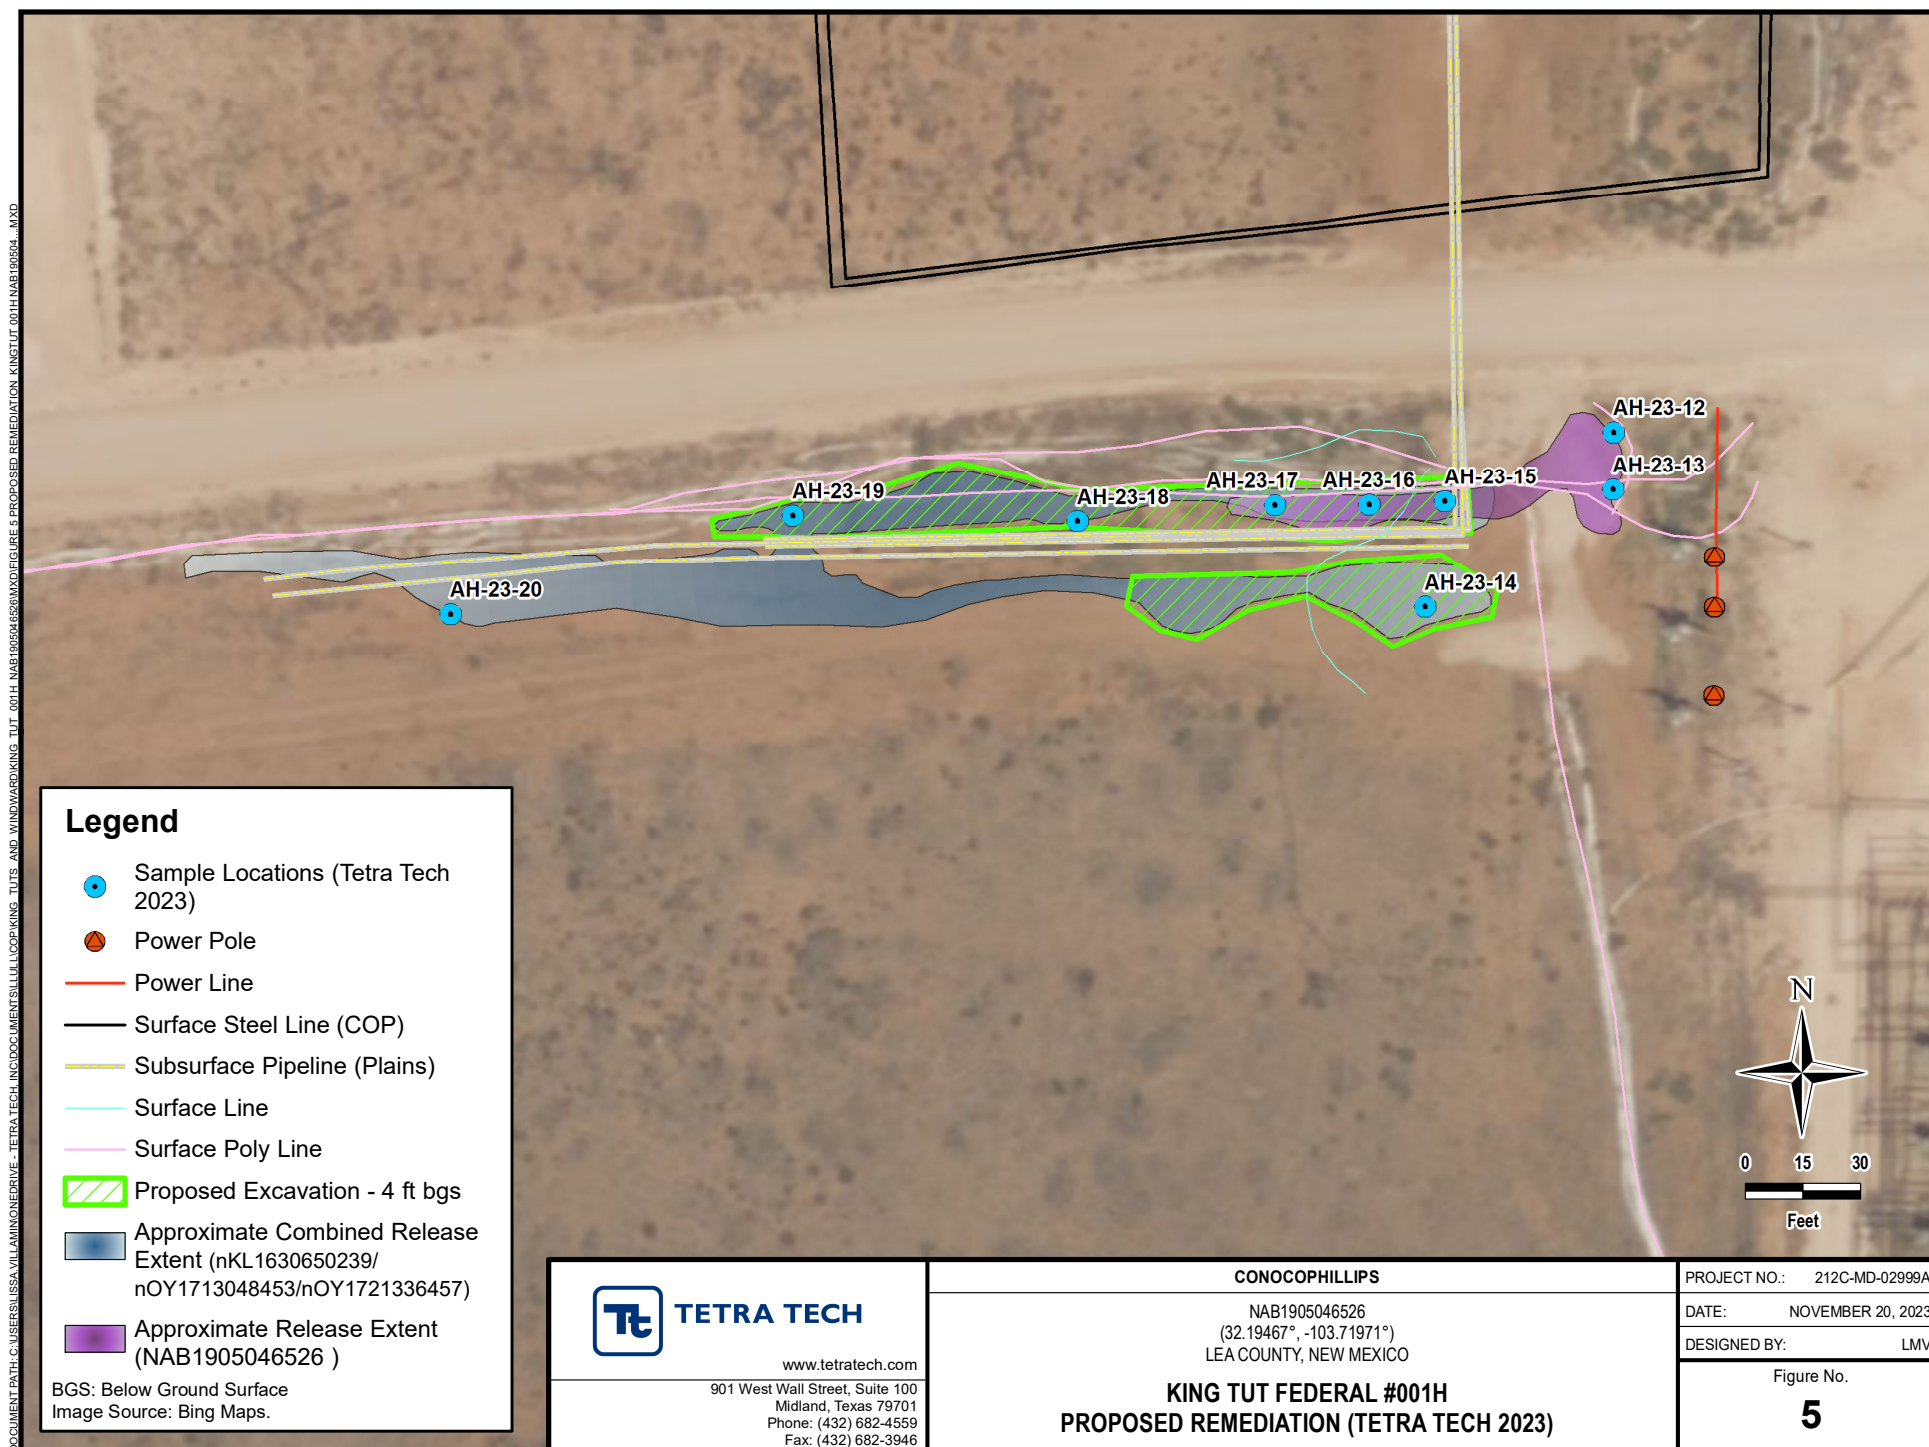 AH-23-12
AH-23-13
AH-23-15
AH-23-16
AH-23-17
AH-23-19
AH-23-18
AH-23-14
AH-23-20
Legend
Sample Locations (Tetra Tech
2023)
Power Pole
Power Line
Surface Steel Line (COP)
Subsurface Pipeline (Plains)
Surface Line
Surface Poly Line
Proposed Excavation - 4 ft bgs
Approximate Combined Release
Extent (nKL1630650239/
nOY1713048453/nOY1721336457)
Approximate Release Extent
(NAB1905046526 )
BGS: Below Ground Surface
Image Source: Bing Maps.
N
0 15 30
Feet
Tt TETRA TECH
www.tetratech.com
901 West Wall Street, Suite 100
Midland, Texas 79701
Phone: (432) 682-4559
Fax: (432) 682-3946
CONOCOPHILLIPS
NAB1905046526
(32.19467°, -103.71971°)
LEA COUNTY, NEW MEXICO
KING TUT FEDERAL #001H
PROPOSED REMEDIATION (TETRA TECH 2023)
PROJECT NO.: 212C-MD-02999A
DATE: NOVEMBER 20, 2023
DESIGNED BY: LMV
Figure No.
5